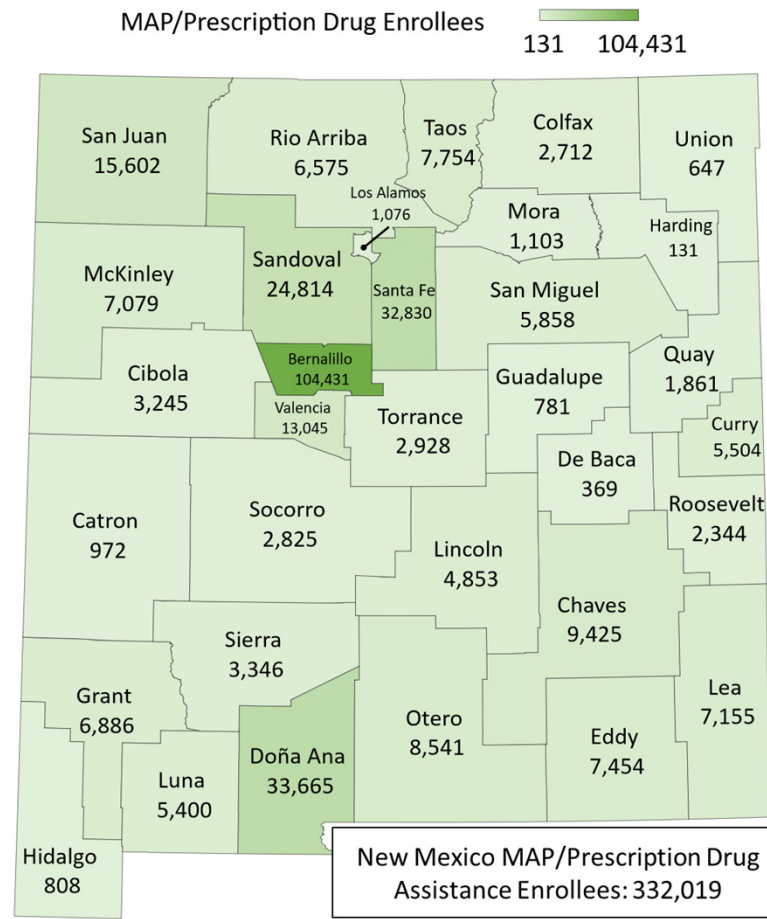 MAP/Prescription Drug Enrollees
131 104,431
San Juan
15,602
Rio Arriba
6,575
Taos
7,754
Colfax
2,712
Union
647
Los Alamos
1,076
Mora
1,103
Harding
131
McKinley
7,079
Sandoval
24,814
Santa Fe
32,830
San Miguel
5,858
Cibola
3,245
Bernalillo
104,431
Valencia
13,045
Torrance
2,928
Guadalupe
781
Quay
1,861
Curry
5,504
De Baca
369
Roosevelt
2,344
Catron
972
Socorro
2,825
Lincoln
4,853
Chaves
9,425
Sierra
3,346
Grant
6,886
Luna
5,400
Doña Ana
33,665
Otero
8,541
Eddy
7,454
Lea
7,155
Hidalgo
808
New Mexico MAP/Prescription Drug
Assistance Enrollees: 332,019